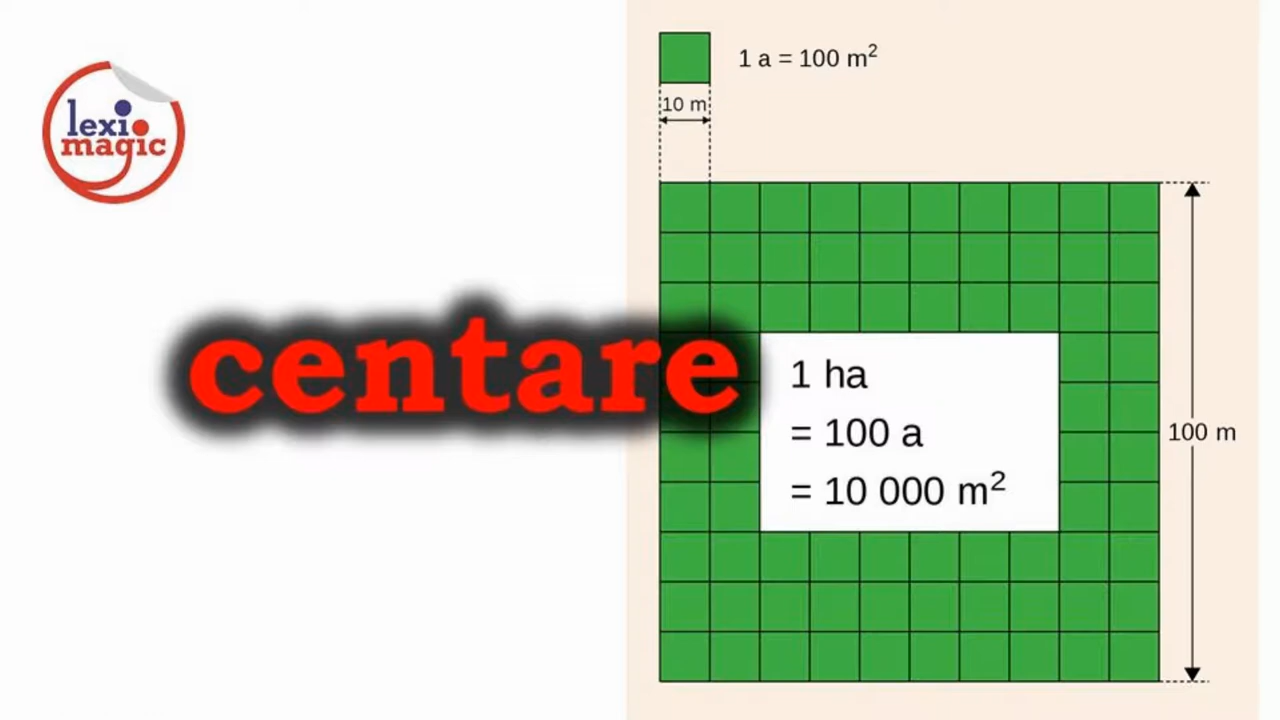 lexi
magic
1 a = 100 m²
10 m
centare
1 ha
= 100 a
= 10 000 m²
100 m